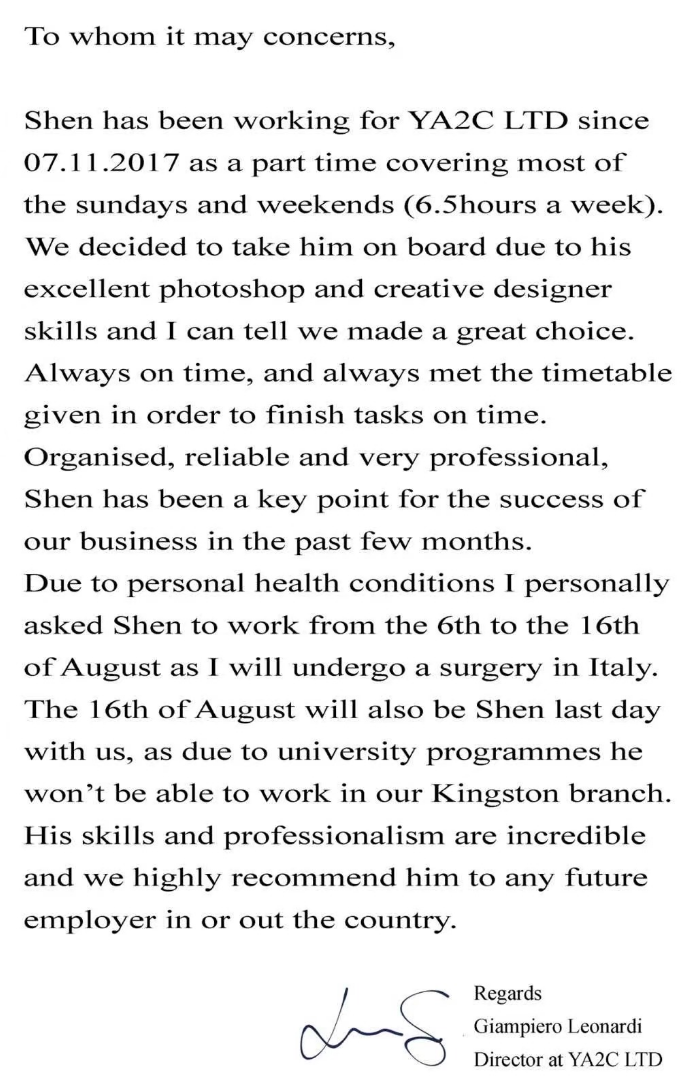 To whom it may concerns,
Shen has been working for YA2C LTD since
07.11.2017 as a part time covering most of
the sundays and weekends (6.5hours a week).
We decided to take him on board due to his
excellent photoshop and creative designer
skills and I can tell we made a great choice.
Always on time, and always met the timetable
given in order to finish tasks on time.
Organised, reliable and very professional,
Shen has been a key point for the success of
our business in the past few months.
Due to personal health conditions I personally
asked Shen to work from the 6th to the 16th
of August as I will undergo a surgery in Italy.
The 16th of August will also be Shen last day
with us, as due to university programmes he
won’t be able to work in our Kingston branch.
His skills and professionalism are incredible
and we highly recommend him to any future
employer in or out the country.
Regards
Giampiero Leonardi
Director at YA2C LTD